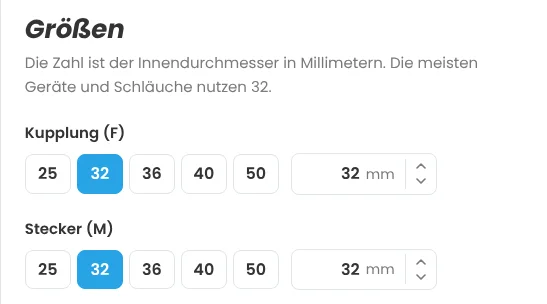 Größen
Die Zahl ist der Innendurchmesser in Millimetern. Die meisten
Geräte und Schläuche nutzen 32.
Kupplung (F)
25 32 36 40 50 32 mm
Stecker (M)
25 32 36 40 50 32 mm